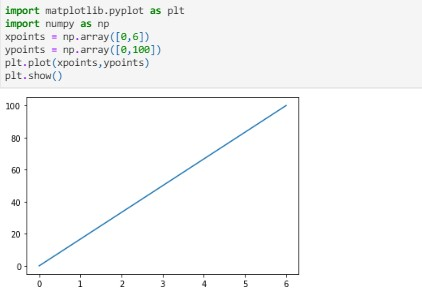 import matplotlib.pyplot as plt
import numpy as np
xpoints = np.array([0,6])
ypoints = np.array([0,100])
plt.plot(xpoints,ypoints)
plt.show()
100
80
60
40
20
0
0 1 2 3 4 5 6